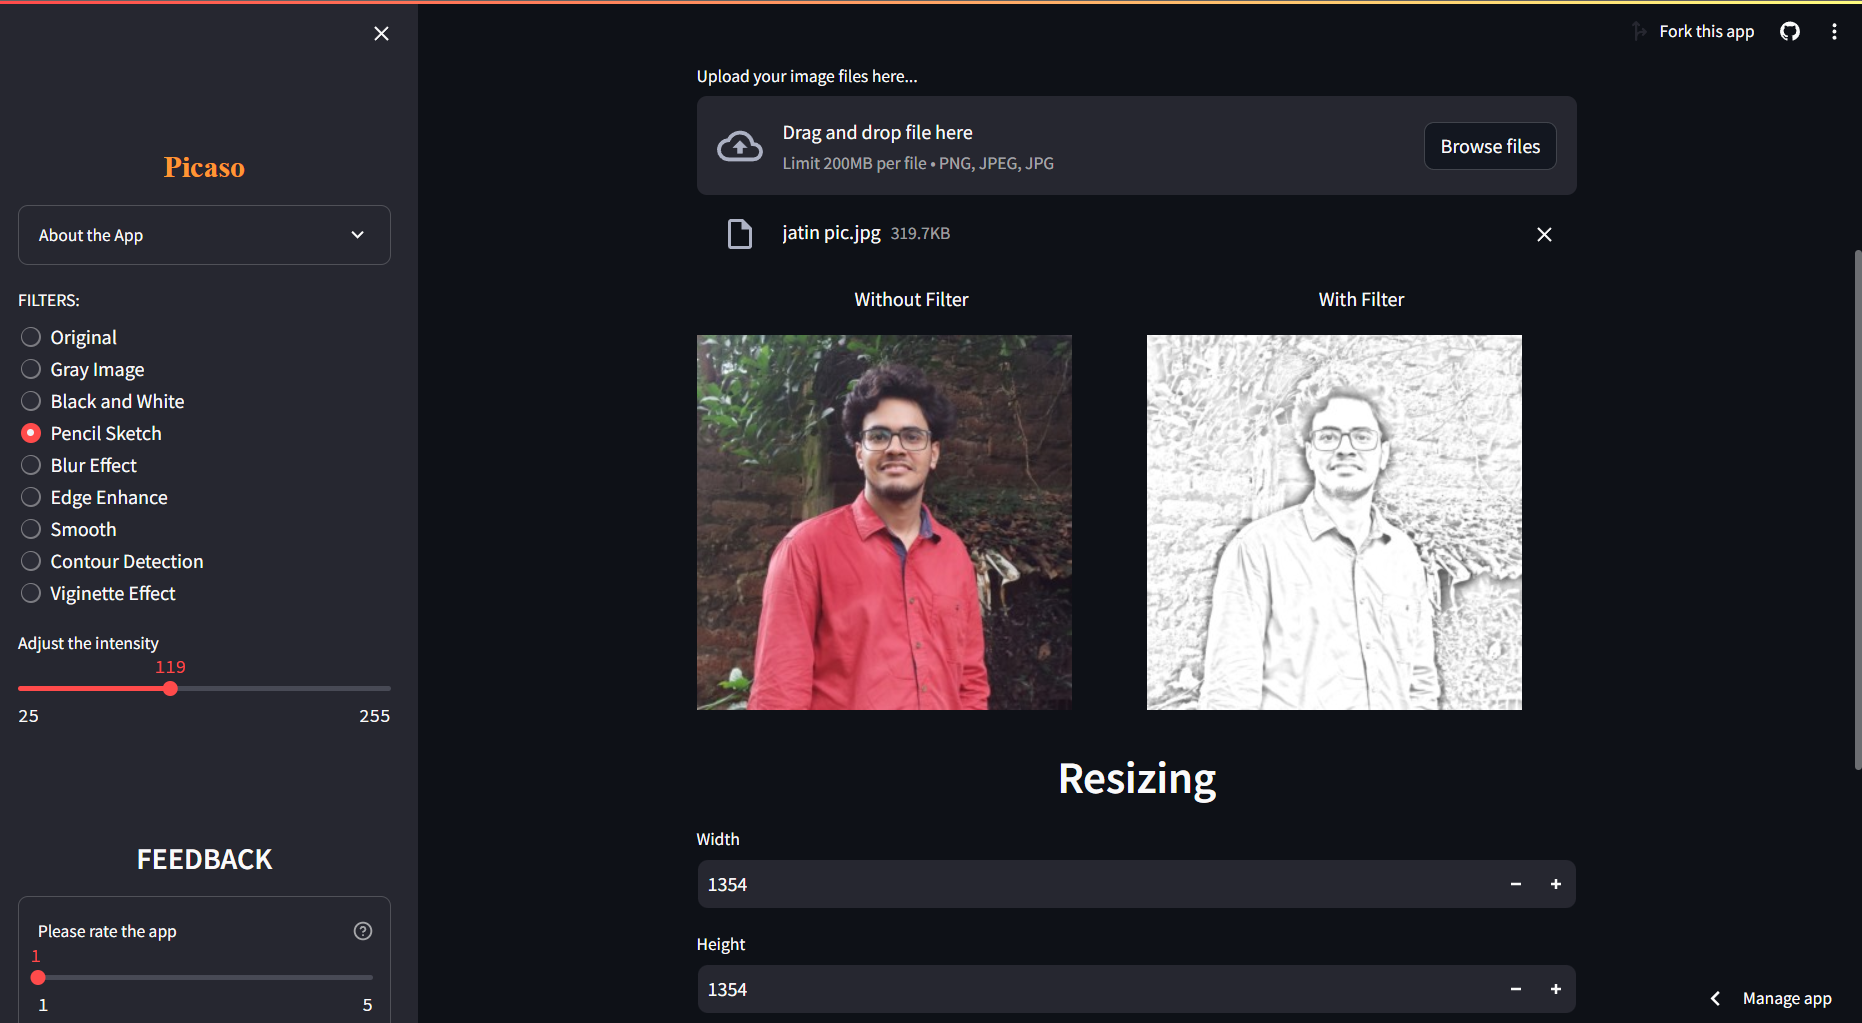 Picaso
About the App
FILTERS:
Original
Gray Image
Black and White
Pencil Sketch
Blur Effect
Edge Enhance
Smooth
Contour Detection
Viginette Effect
Adjust the intensity
119
25 255
FEEDBACK
Please rate the app
1
1 5
Fork this app
Upload your image files here...
Drag and drop file here
Limit 200MB per file • PNG, JPEG, JPG
Browse files
jatin pic.jpg 319.7KB
Without Filter With Filter
Resizing
Width
1354
Height
1354
Manage app